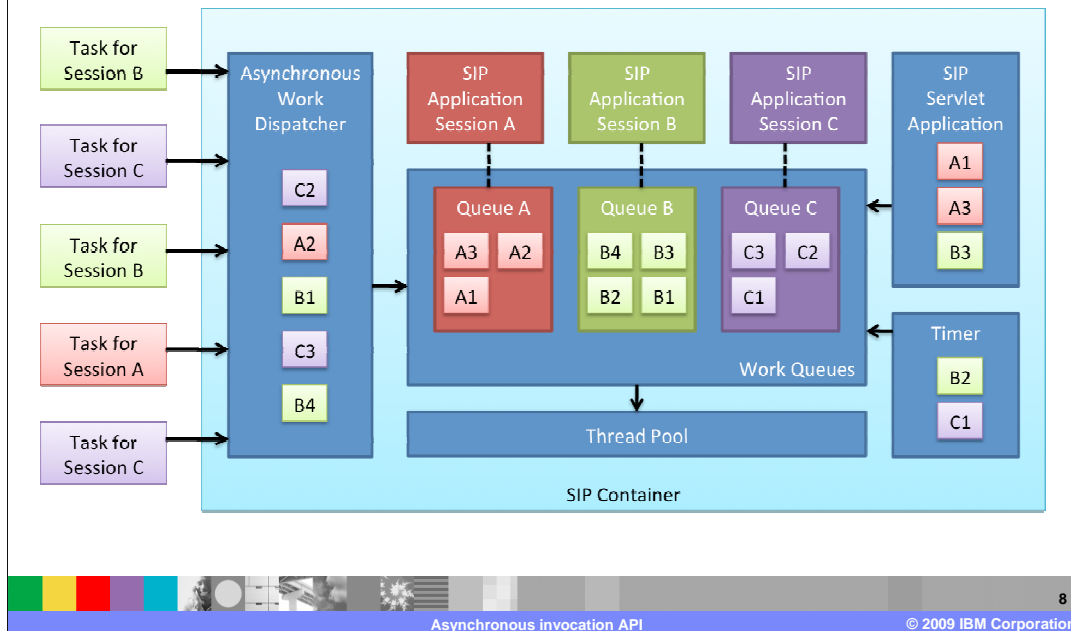 Task for
Session B
Task for
Session C
Task for
Session B
Task for
Session A
Task for
Session C
Asynchronous
Work
Dispatcher
C2
A2
B1
C3
B4
SIP
Application
Session A
SIP
Application
Session B
SIP
Application
Session C
Queue A
A3 A2
A1
Queue B
B4 B3
B2 B1
Queue C
C3 C2
C1
Work Queues
Thread Pool
SIP
Servlet
Application
A1
A3
B3
Timer
B2
C1
SIP Container
8
Asynchronous invocation API
© 2009 IBM Corporation